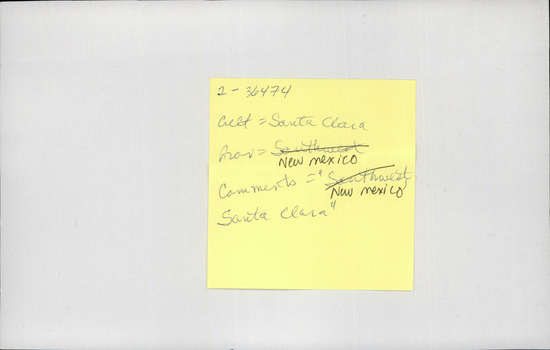 2-36474
Cult = Santa Clara
Prov = Southwest
New mexico
Comments = "Southwest
New mexico
Santa Clara"